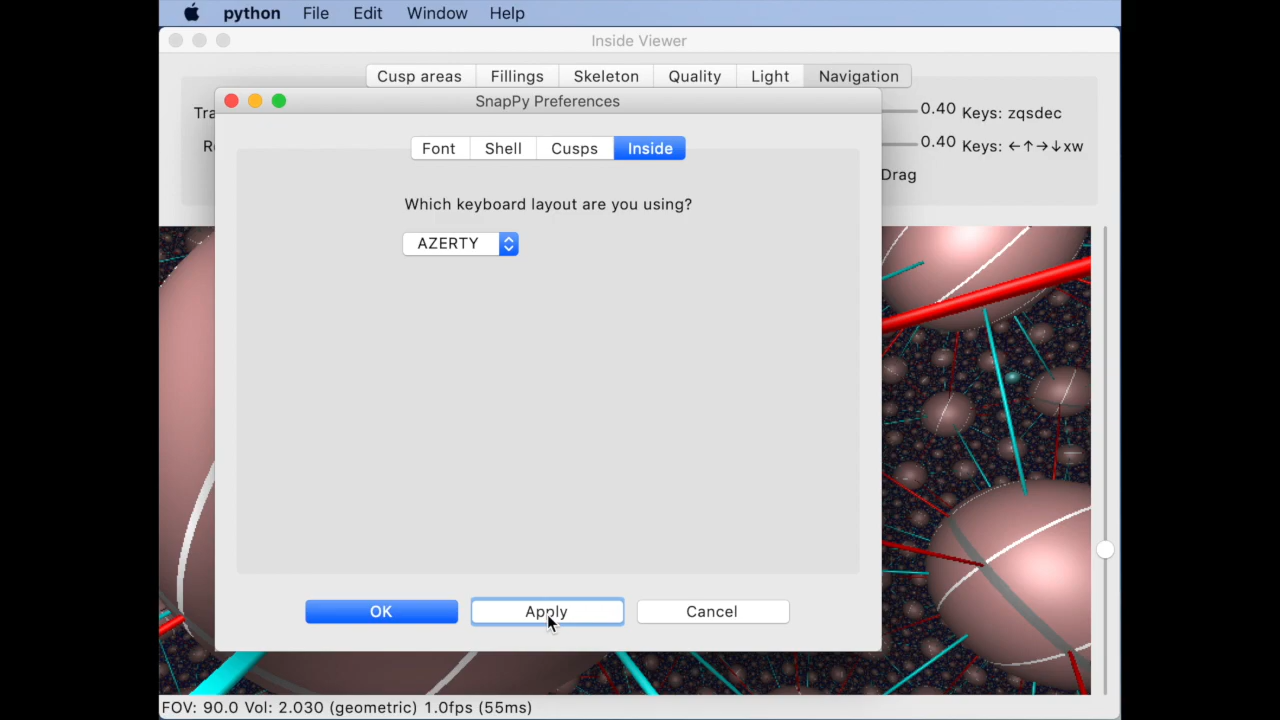 python File Edit Window Help
Inside Viewer
Cusp areas Fillings Skeleton Quality Light Navigation
SnapPy Preferences
Tra 0.40 Keys: zqsdec
Font Shell Cusps Inside
R 0.40 Keys: ←↑→↓xw
Drag
Which keyboard layout are you using?
AZERTY
OK Apply Cancel
FOV: 90.0 Vol: 2.030 (geometric) 1.0fps (55ms)